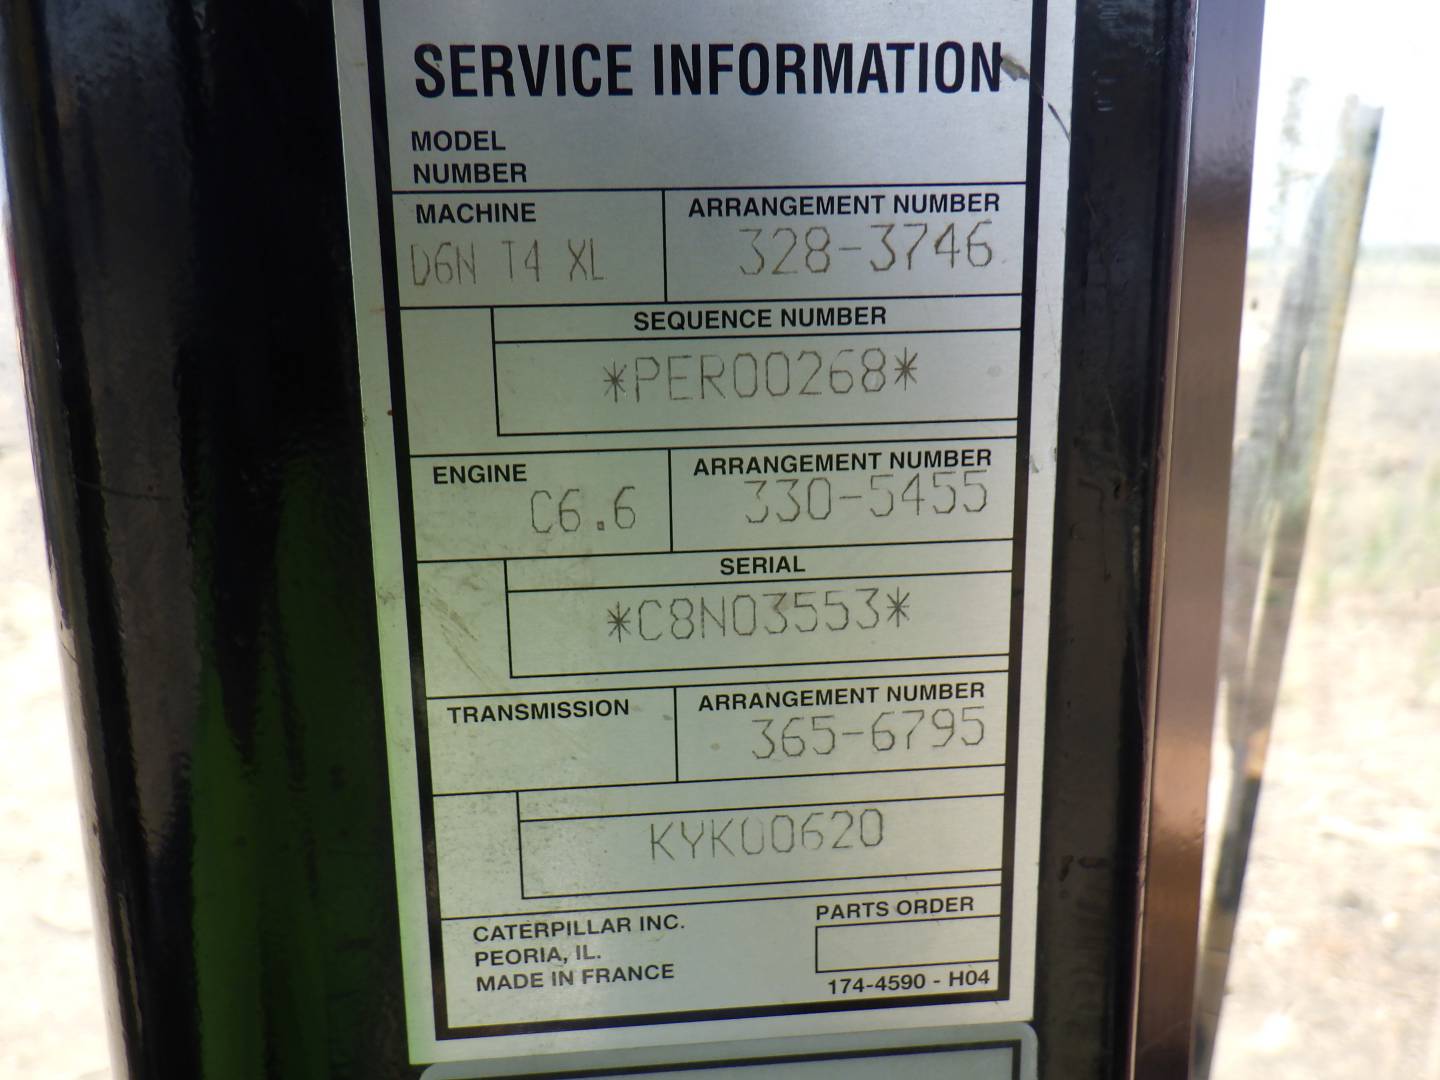 SERVICE INFORMATION
MODEL
NUMBER
MACHINE
D6N T4 XL
ARRANGEMENT NUMBER
328-3746
SEQUENCE NUMBER
*PER00268*
ENGINE
C6.6
ARRANGEMENT NUMBER
330-5455
SERIAL
*C8N03553*
TRANSMISSION
ARRANGEMENT NUMBER
365-6795
KYK00620
CATERPILLAR INC.
PEORIA, IL.
MADE IN FRANCE
PARTS ORDER
174-4590 - H04